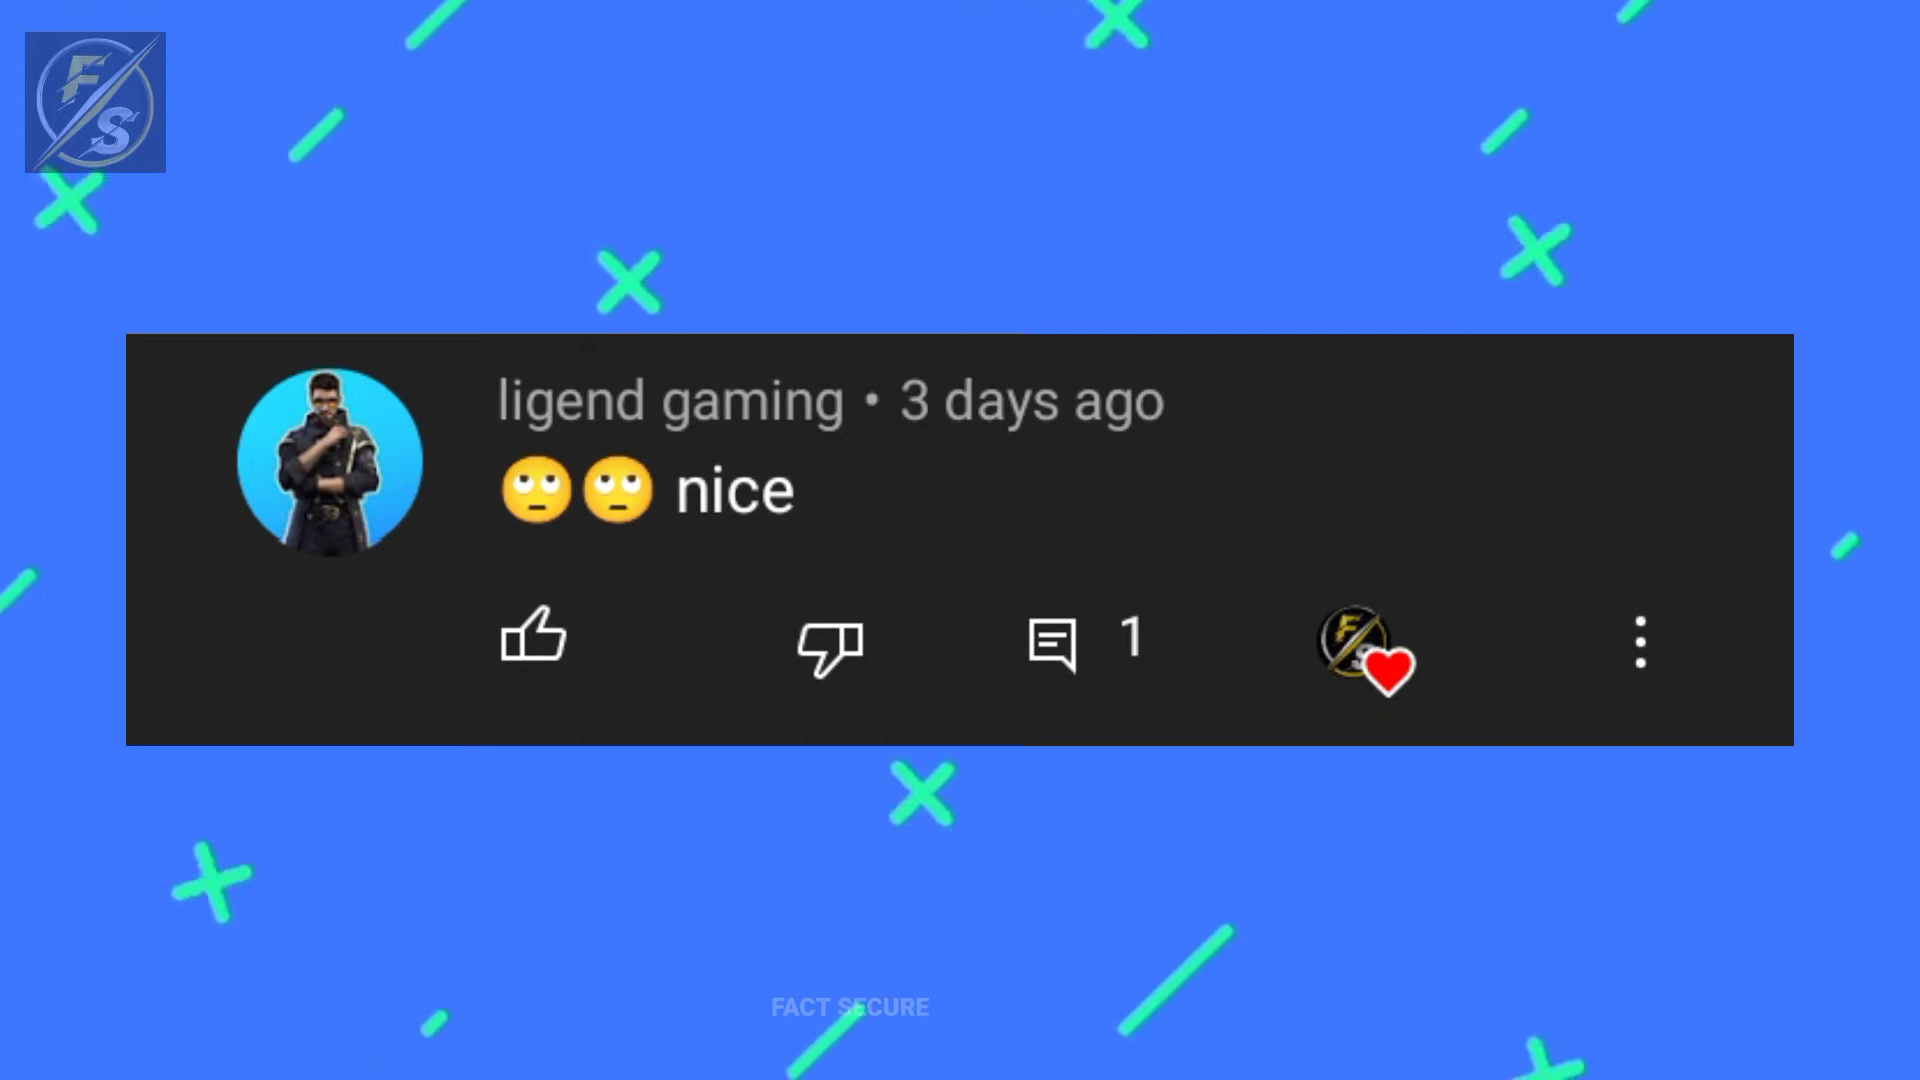 F
S
ligend gaming • 3 days ago
🙄🙄 nice
1
F
S
FACT SECURE